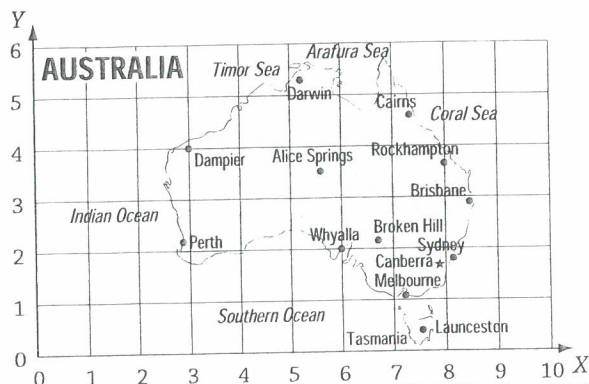 Y
6
Arafura Sea
AUSTRALIA
Timor Sea
5
Darwin
Cairns
Coral Sea
4
Dampier
Alice Springs
Rockhampton
3
Brisbane
Indian Ocean
Perth
Whyalla
Broken Hill
Sydney
2
Canberra
Melbourne
1
Southern Ocean
Tasmania
Launceston
0
X
0 1 2 3 4 5 6 7 8 9 10